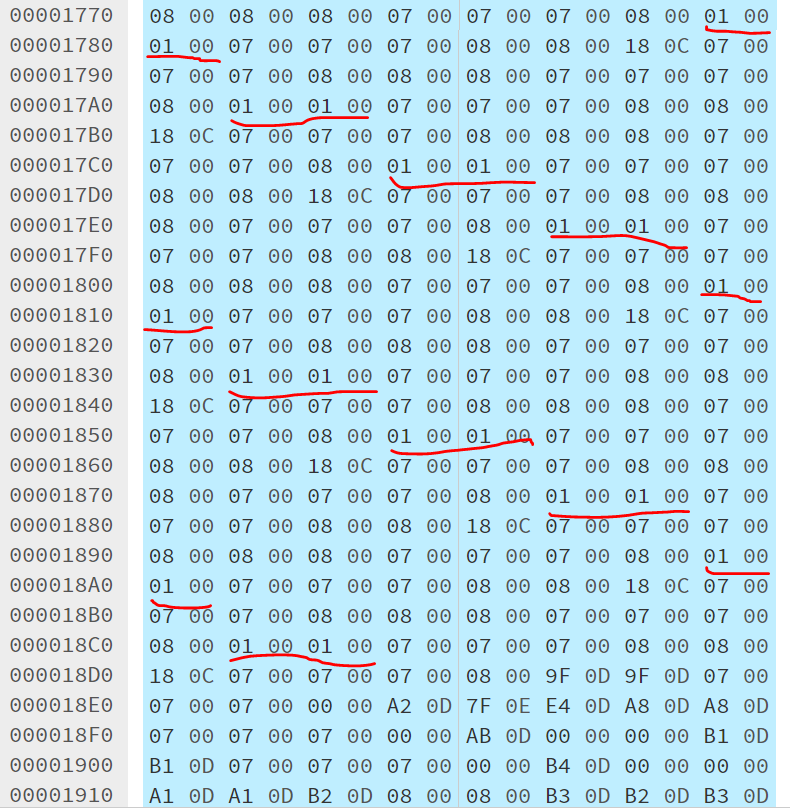 00001770 08 00 08 00 08 00 07 00 07 00 07 00 08 00 01 00
00001780 01 00 07 00 07 00 07 00 08 00 08 00 18 0C 07 00
00001790 07 00 07 00 08 00 08 00 08 00 07 00 07 00 07 00
000017A0 08 00 01 00 01 00 07 00 07 00 07 00 08 00 08 00
000017B0 18 0C 07 00 07 00 07 00 08 00 08 00 08 00 07 00
000017C0 07 00 07 00 08 00 01 00 01 00 07 00 07 00 07 00
000017D0 08 00 08 00 18 0C 07 00 07 00 07 00 08 00 08 00
000017E0 08 00 07 00 07 00 07 00 08 00 01 00 01 00 07 00
000017F0 07 00 07 00 08 00 08 00 18 0C 07 00 07 00 07 00
00001800 08 00 08 00 08 00 07 00 07 00 07 00 08 00 01 00
00001810 01 00 07 00 07 00 07 00 08 00 08 00 18 0C 07 00
00001820 07 00 07 00 08 00 08 00 08 00 07 00 07 00 07 00
00001830 08 00 01 00 01 00 07 00 07 00 07 00 08 00 08 00
00001840 18 0C 07 00 07 00 07 00 08 00 08 00 08 00 07 00
00001850 07 00 07 00 08 00 01 00 01 00 07 00 07 00 07 00
00001860 08 00 08 00 18 0C 07 00 07 00 07 00 08 00 08 00
00001870 08 00 07 00 07 00 07 00 08 00 01 00 01 00 07 00
00001880 07 00 07 00 08 00 08 00 18 0C 07 00 07 00 07 00
00001890 08 00 08 00 08 00 07 00 07 00 07 00 08 00 01 00
000018A0 01 00 07 00 07 00 07 00 08 00 08 00 18 0C 07 00
000018B0 07 00 07 00 08 00 08 00 08 00 07 00 07 00 07 00
000018C0 08 00 01 00 01 00 07 00 07 00 07 00 08 00 08 00
000018D0 18 0C 07 00 07 00 07 00 08 00 9F 0D 9F 0D 07 00
000018E0 07 00 07 00 00 00 A2 0D 7F 0E E4 0D A8 0D A8 0D
000018F0 07 00 07 00 07 00 00 00 AB 0D 00 00 00 00 B1 0D
00001900 B1 0D 07 00 07 00 07 00 00 00 B4 0D 00 00 00 00
00001910 A1 0D A1 0D B2 0D 08 00 08 00 B3 0D B2 0D B3 0D